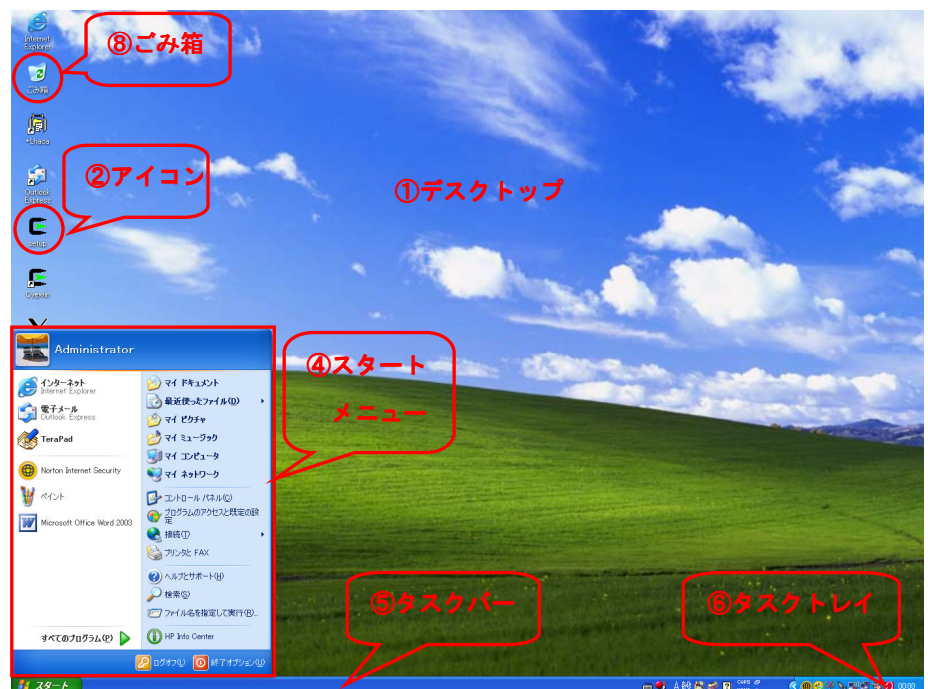 Internet
Explorer
⑧ごみ箱
ごみ箱
②アイコン
Outlook
Express
①デスクトップ
setup
Cygwin
Administrator
④スタート
メニュー
インターネット
Internet Explorer
電子メール
Outlook Express
TeraPad
Norton Internet Security
ペイント
Microsoft Office Word 2003
すべてのプログラム(P)
マイ ドキュメント
最近使ったファイル(D)
マイ ピクチャ
マイ ミュージック
マイ コンピュータ
マイ ネットワーク
コントロール パネル(C)
プログラムのアクセスと既定の設
定
接続(T)
プリンタと FAX
ヘルプとサポート(H)
検索(S)
ファイル名を指定して実行(R)...
HP Info Center
ログオフ(L)
終了オプション(U)
⑤タスクバー
⑥タスクトレイ
スタート
A 般
CAPS
0:00